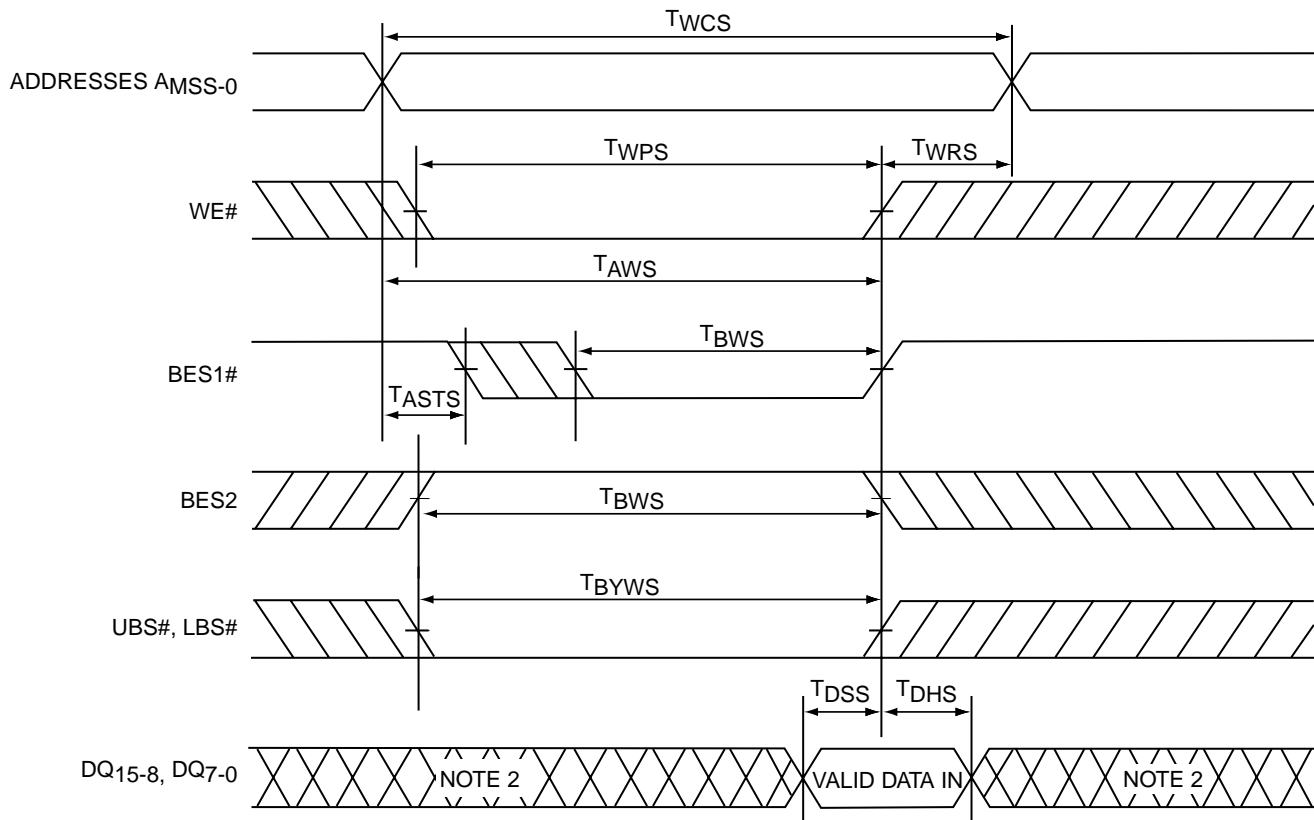 TWCS
ADDRESSES AMSS-0
TWPS
TWRS
WE#
TAWS
TBWS
BES1#
TASTS
BES2
TBWS
TBYWS
UBS#, LBS#
TDSS
TDHS
DQ15-8, DQ7-0
NOTE 2
VALID DATA IN
NOTE 2